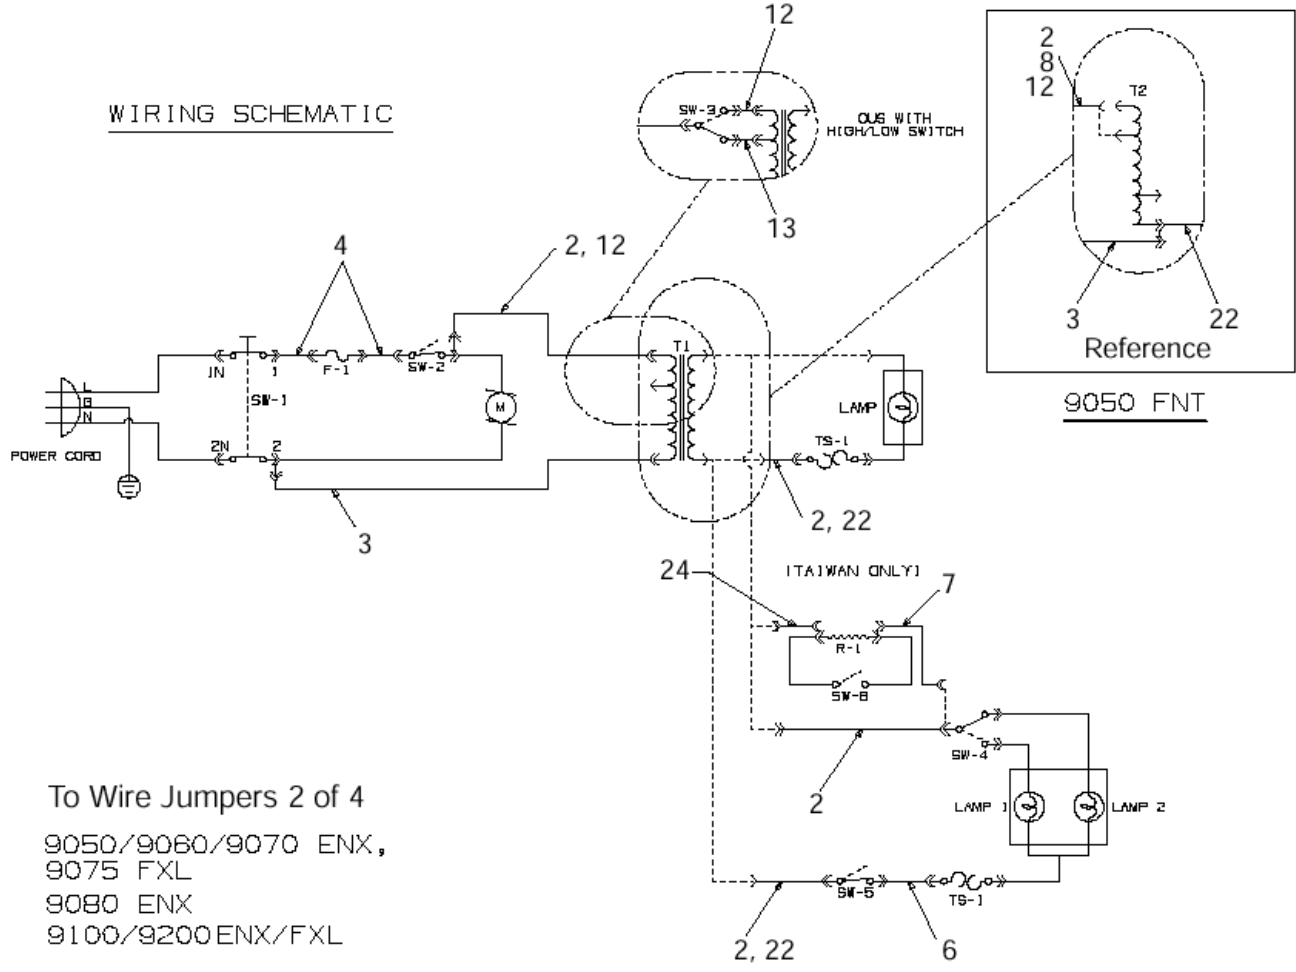 12
2
8
12
T2
WIRING SCHEMATIC
SW-3
OUS WITH
HIGH/LOW SWITCH
13
4
2, 12
3
22
Reference
9050 FNT
T1
1N
1
F-1
SW-2
L
G
N
SW-1
M
LAMP
POWER CORD
2N
2
TS-1
3
2, 22
24
(TAIWAN ONLY)
7
R-1
SW-8
SW-4
2
To Wire Jumpers 2 of 4
LAMP 1
LAMP 2
9050/9060/9070 ENX,
9075 FXL
9080 ENX
9100/9200 ENX/FXL
SW-5
TS-1
2, 22
6